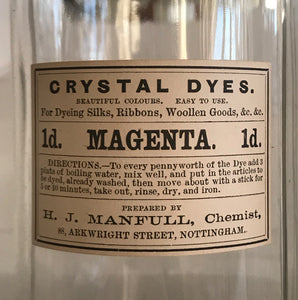 CRYSTAL DYES.
BEAUTIFUL COLOURS. EASY TO USE.
For Dyeing Silks, Ribbons, Woollen Goods, &c. &c.
1d. MAGENTA. 1d.
DIRECTIONS.—To every pennyworth of the Dye add 3
plats of boiling water, mix well, and put in the articles to
be dyed, already washed, then move about with a stick for
5 or 10 minutes, take out, rinse, dry, and iron.
PREPARED BY
H. J. MANFULL, Chemist,
88, ARKWRIGHT STREET, NOTTINGHAM.